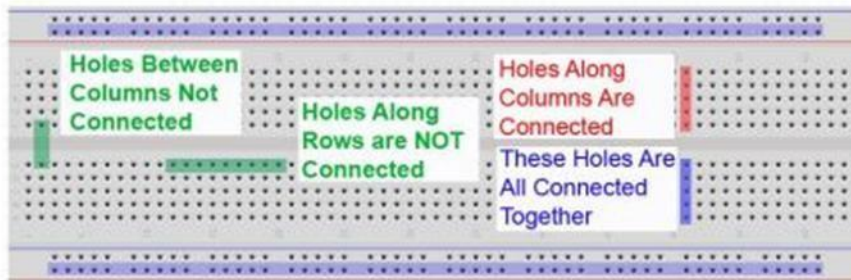 Holes Between
Columns Not
Connected
Holes Along
Rows are NOT
Connected
Holes Along
Columns Are
Connected
These Holes Are
All Connected
Together